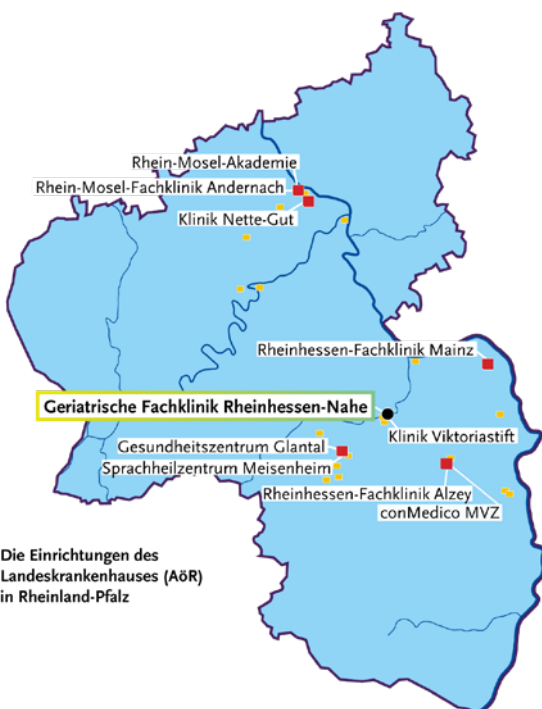 Rhein-Mosel-Akademie
Rhein-Mosel-Fachklinik Andernach
Klinik Nette-Gut
Rheinhessen-Fachklinik Mainz
Geriatrische Fachklinik Rheinhessen-Nahe
Klinik Viktoriastift
Gesundheitszentrum Glantal
Sprachheilzentrum Meisenheim
Rheinhessen-Fachklinik Alzey
conMedico MVZ
Die Einrichtungen des
Landeskrankenhauses (AöR)
in Rheinland-Pfalz